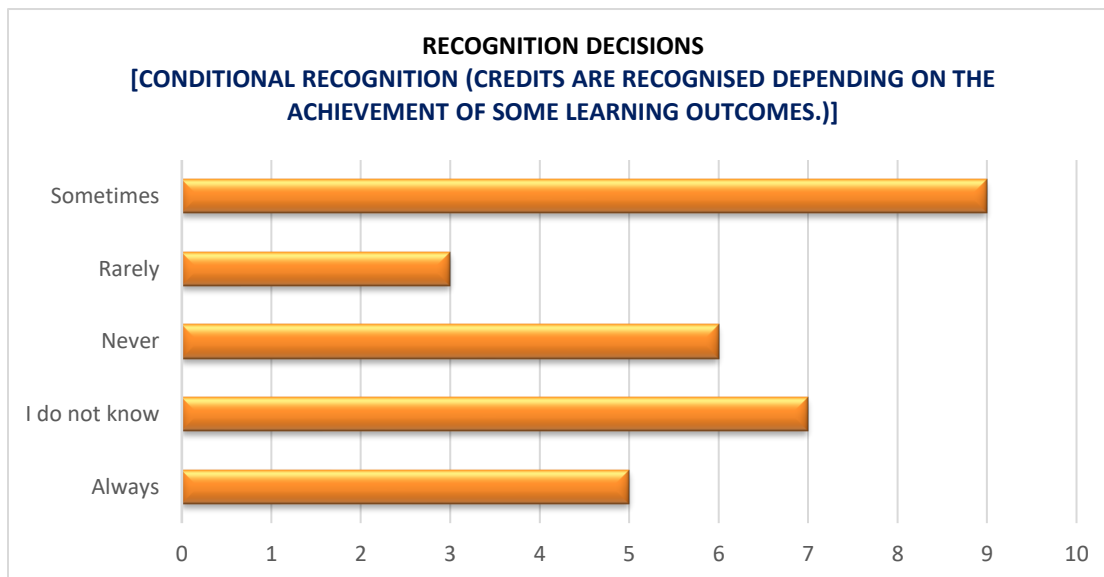 RECOGNITION DECISIONS
[CONDITIONAL RECOGNITION (CREDITS ARE RECOGNISED DEPENDING ON THE
ACHIEVEMENT OF SOME LEARNING OUTCOMES.)]
Sometimes
Rarely
Never
I do not know
Always
0 1 2 3 4 5 6 7 8 9 10